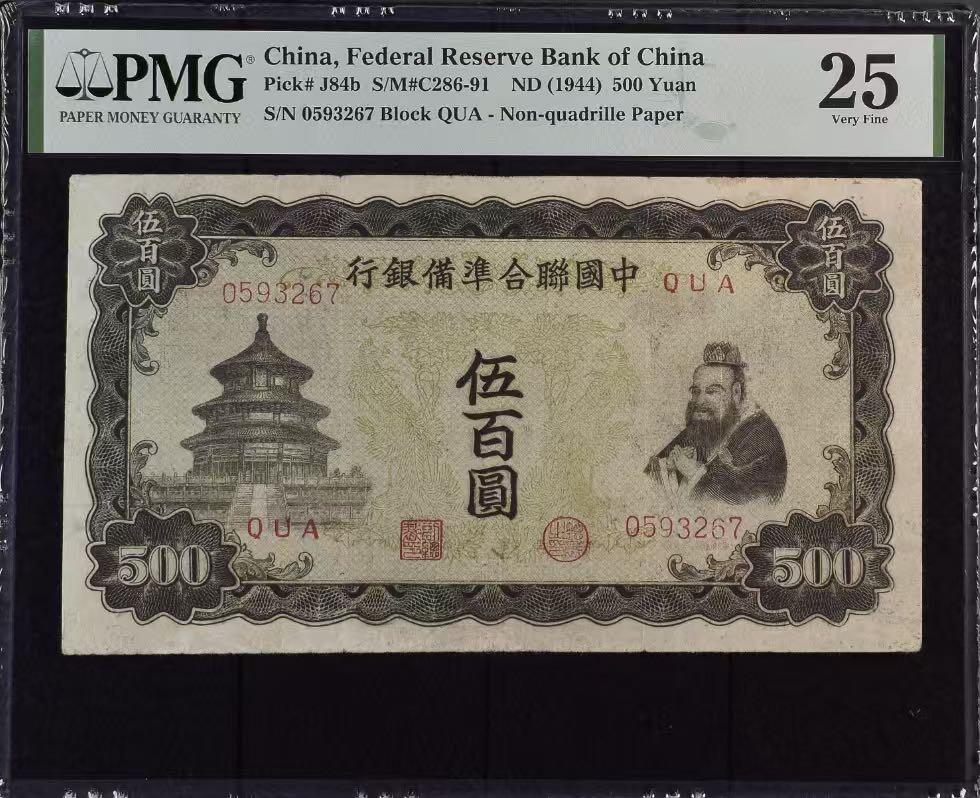 PMG®
PAPER MONEY GUARANTY
China, Federal Reserve Bank of China
Pick# J84b S/M#C286-91 ND (1944) 500 Yuan
S/N 0593267 Block QUA - Non-quadrille Paper
25
Very Fine
伍百圓
伍百圓
行銀備準合聯國中
0593267
QUA
伍百圓
QUA
0593267
500
500